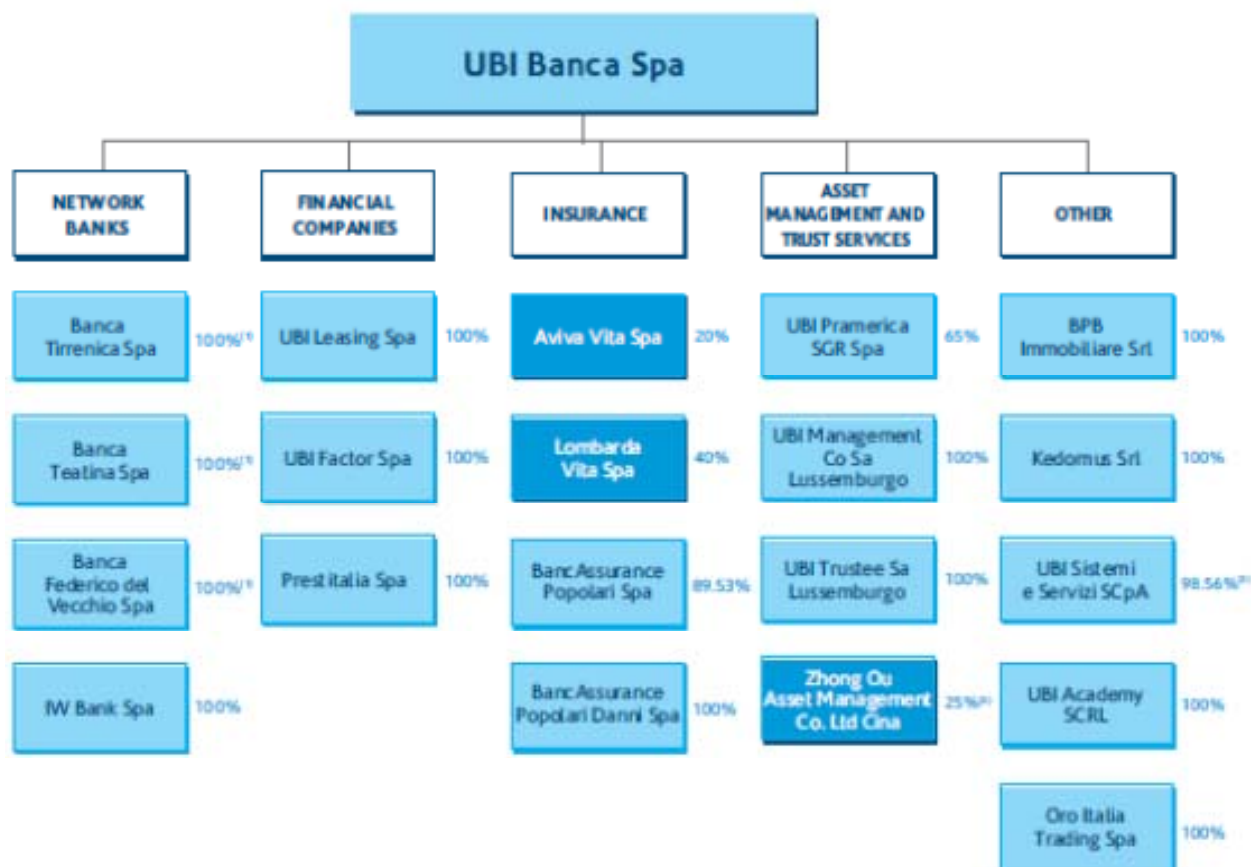 UBI Banca Spa
NETWORK
BANKS
FINANCIAL
COMPANIES
INSURANCE
ASSET
MANAGEMENT AND
TRUST SERVICES
OTHER
Banca
Tirrenica Spa
100%
UBI Leasing Spa
100%
Aviva Vita Spa
20%
UBI Pramerica
SGR Spa
65%
BPB
Immobiliare Srl
100%
Banca
Teatina Spa
100%
UBI Factor Spa
100%
Lombarda
Vita Spa
40%
UBI Management
Co Sa
Lussemburgo
100%
Kedomus Srl
100%
Banca
Federico del
Vecchio Spa
100%
Prestitalia Spa
100%
BancAssurance
Popolari Spa
89.53%
UBI Trustee Sa
Lussemburgo
100%
UBI Sistemi
e Servizi SCpA
98.56%
IW Bank Spa
100%
BancAssurance
Popolari Danni Spa
100%
Zhong Ou
Asset Management
Co. Ltd Cina
25%
UBI Academy
SCRL
100%
Oro Italia
Trading Spa
100%